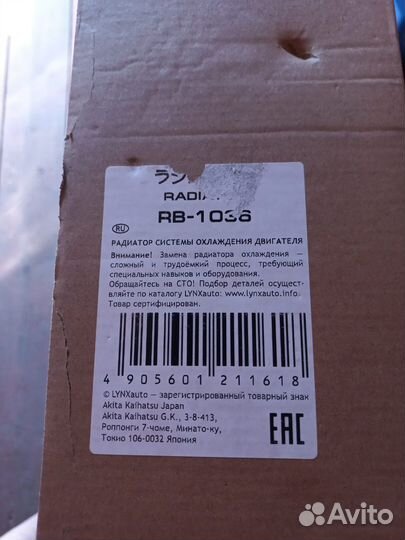 RB-1036
RU
РАДИАТОР СИСТЕМЫ ОХЛАЖДЕНИЯ ДВИГАТЕЛЯ
Внимание! Замена радиатора охлаждения —
сложный и трудоёмкий процесс, требующий
специальных навыков и оборудования.
Обращайтесь на СТО! Подбор деталей осущест-
вляйте по каталогу LYNXauto: www.lynxauto.info.
Товар сертифицирован.
4 905601 211618
© LYNXauto — зарегистрированный товарный знак
Akita Kaihatsu Japan
Akita Kaihatsu G.K., 3-8-413,
Роппонги 7-чоме, Минато-ку,
Токио 106-0032 Япония
EAC
Avito